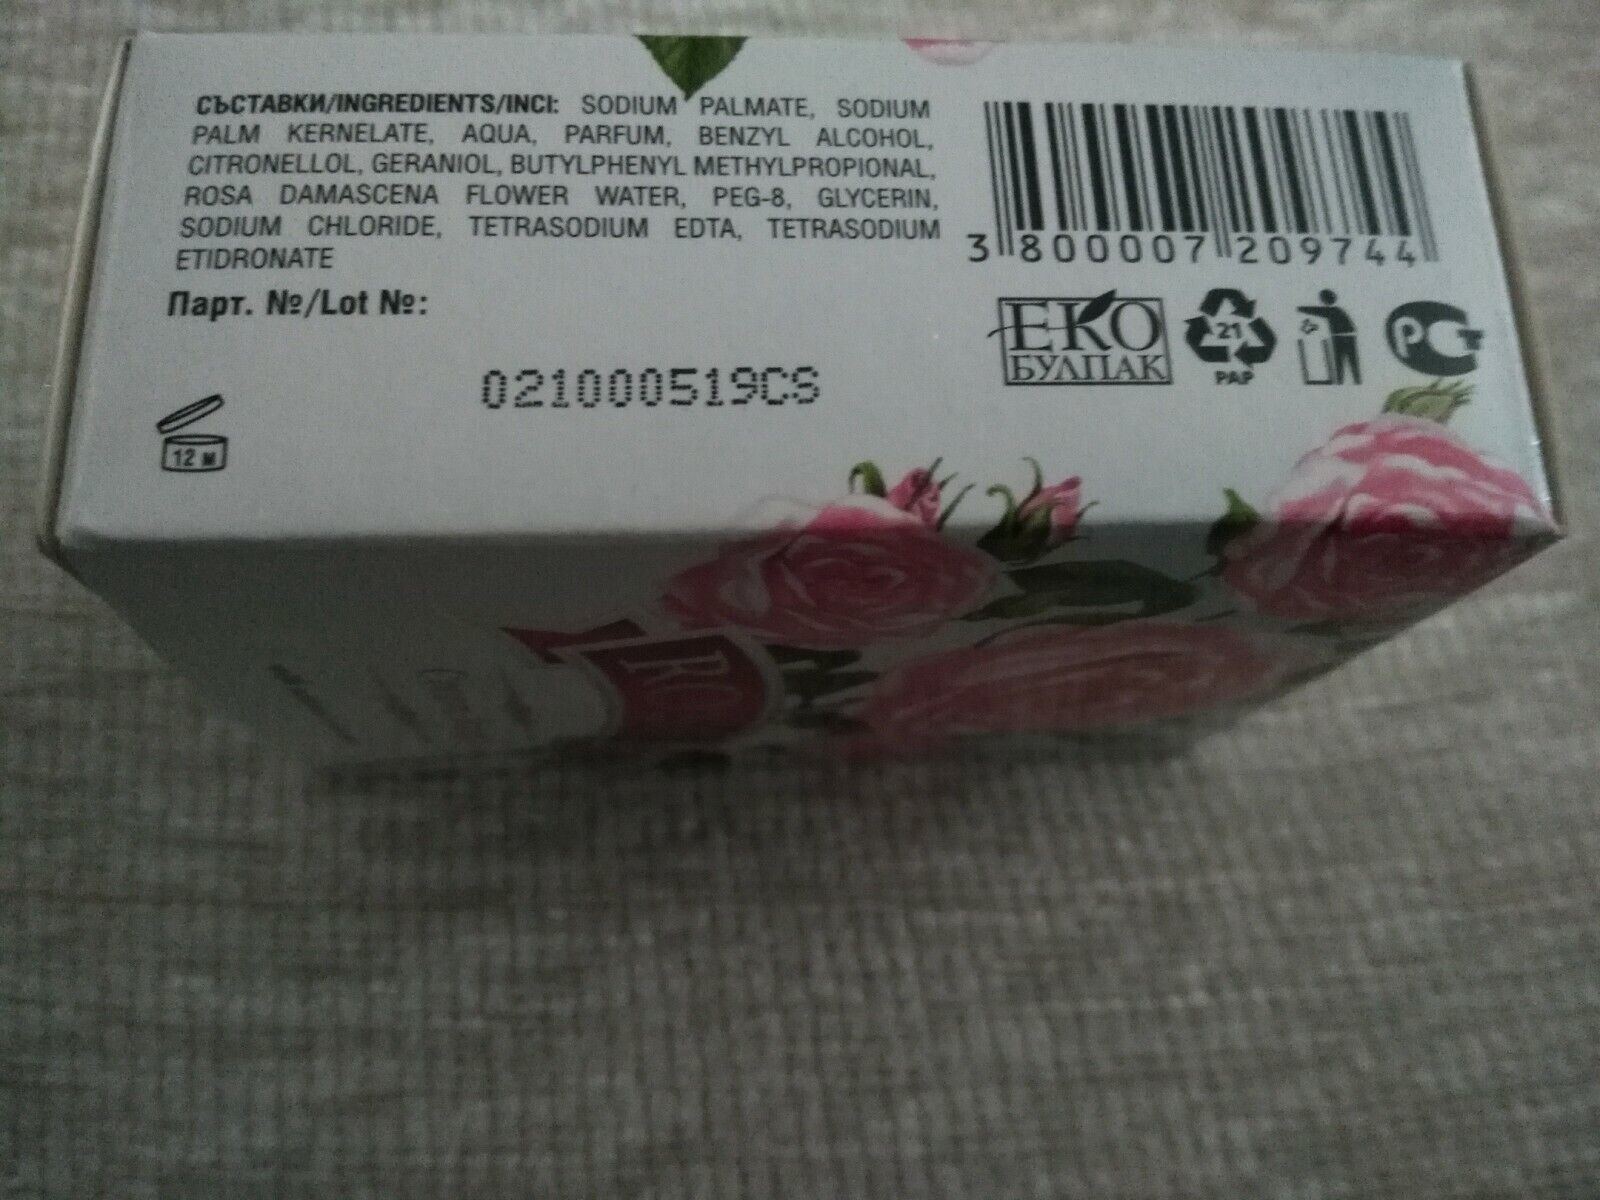 СЪСТАВКИ/INGREDIENTS/INCI: SODIUM PALMATE, SODIUM
PALM KERNELATE, AQUA, PARFUM, BENZYL ALCOHOL,
CITRONELLOL, GERANIOL, BUTYLPHENYL METHYLPROPIONAL,
ROSA DAMASCENA FLOWER WATER, PEG-8, GLYCERIN,
SODIUM CHLORIDE, TETRASODIUM EDTA, TETRASODIUM
ETIDRONATE
Парт. №/Lot №:
021000519CS
12 м
3 800007 209744
ЕКО
БУЛПАК
21
PAP
РСТ